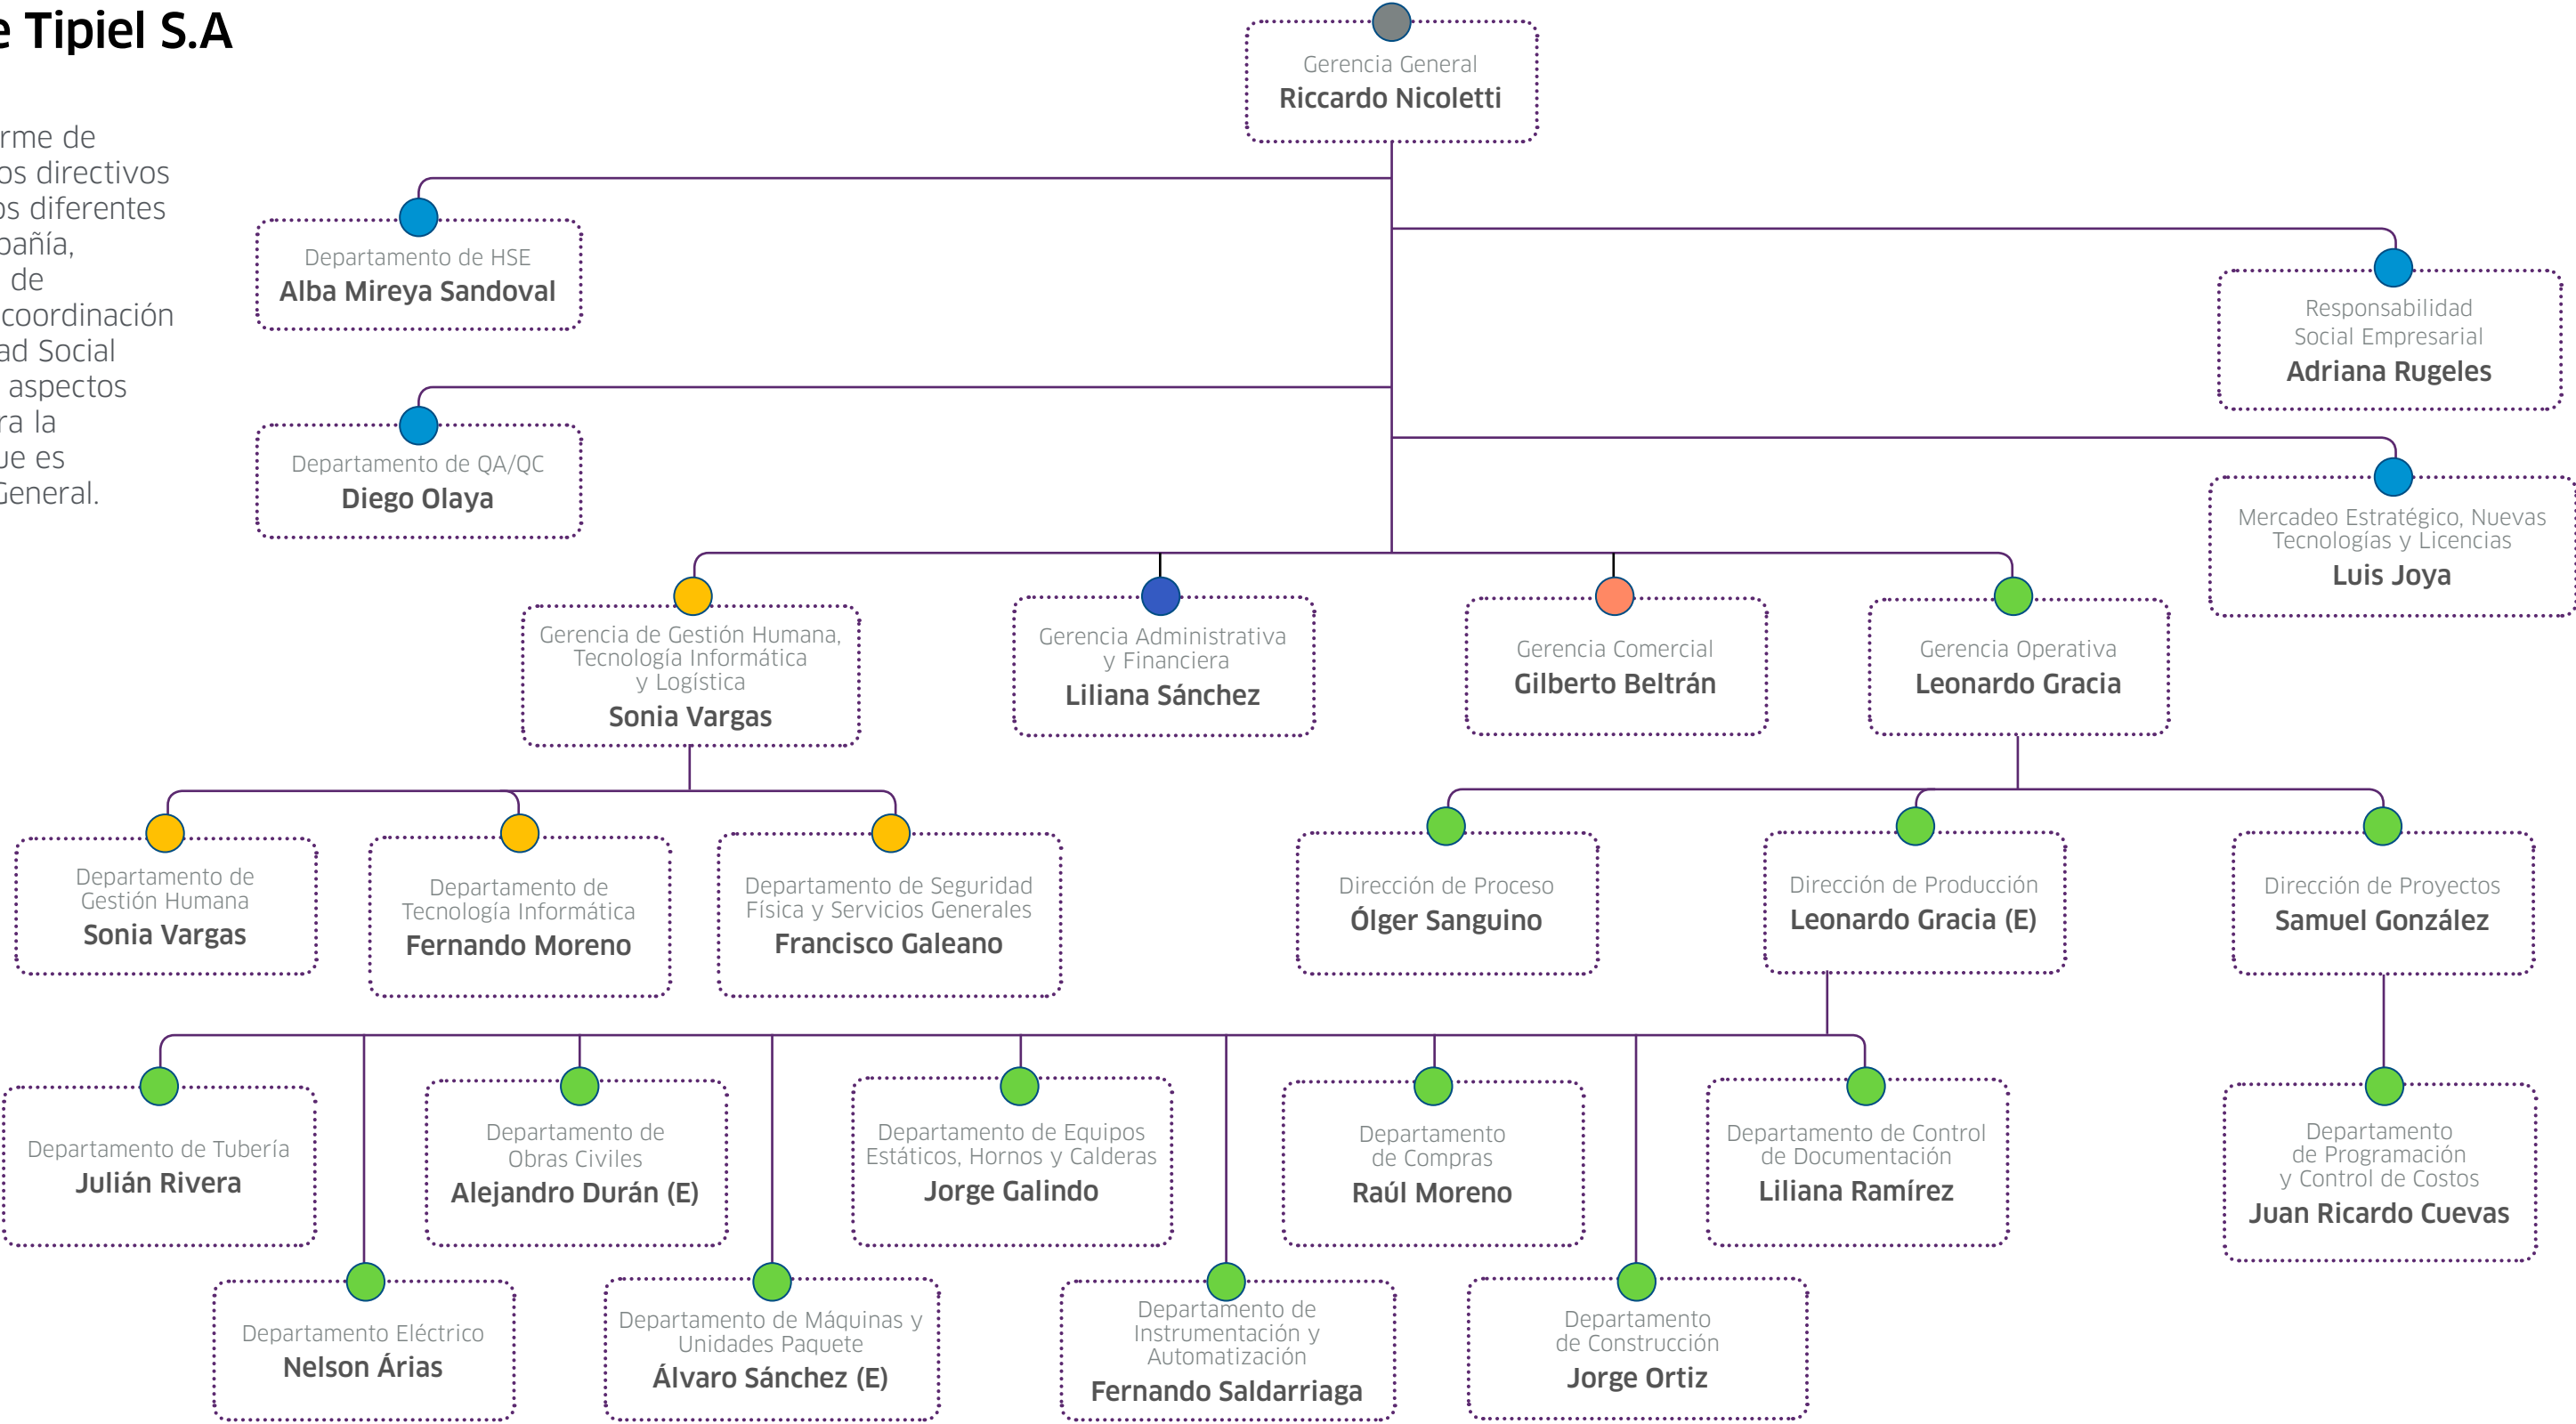 e Tipiel S.A
rme de
os directivos
os diferentes
pañía,
de
coordinación
ad Social
aspectos
ra la
ue es
General.
Gerencia General
Riccardo Nicoletti
Departamento de HSE
Alba Mireya Sandoval
Responsabilidad
Social Empresarial
Adriana Rugeles
Departamento de QA/QC
Diego Olaya
Mercadeo Estratégico, Nuevas
Tecnologías y Licencias
Luis Joya
Gerencia de Gestión Humana,
Tecnología Informática
y Logística
Sonia Vargas
Gerencia Administrativa
y Financiera
Liliana Sánchez
Gerencia Comercial
Gilberto Beltrán
Gerencia Operativa
Leonardo Gracia
Departamento de
Gestión Humana
Sonia Vargas
Departamento de
Tecnología Informática
Fernando Moreno
Departamento de Seguridad
Física y Servicios Generales
Francisco Galeano
Dirección de Proceso
Ólger Sanguino
Dirección de Producción
Leonardo Gracia (E)
Dirección de Proyectos
Samuel González
Departamento de Tubería
Julián Rivera
Departamento de
Obras Civiles
Alejandro Durán (E)
Departamento de Equipos
Estáticos, Hornos y Calderas
Jorge Galindo
Departamento
de Compras
Raúl Moreno
Departamento de Control
de Documentación
Liliana Ramírez
Departamento
de Programación
y Control de Costos
Juan Ricardo Cuevas
Departamento Eléctrico
Nelson Árias
Departamento de Máquinas y
Unidades Paquete
Álvaro Sánchez (E)
Departamento de
Instrumentación y
Automatización
Fernando Saldarriaga
Departamento
de Construcción
Jorge Ortiz